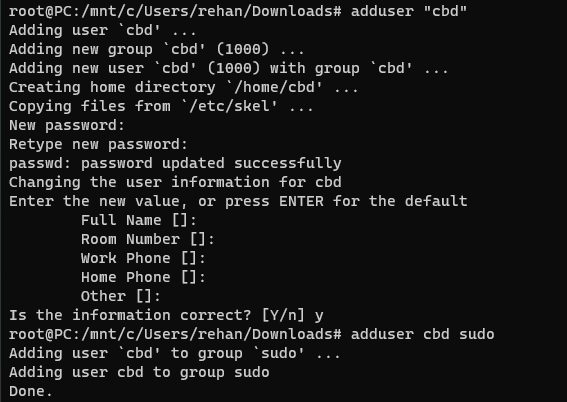 root@PC:/mnt/c/Users/rehan/Downloads# adduser "cbd"
Adding user `cbd' ...
Adding new group `cbd' (1000) ...
Adding new user `cbd' (1000) with group `cbd' ...
Creating home directory `/home/cbd' ...
Copying files from `/etc/skel' ...
New password:
Retype new password:
passwd: password updated successfully
Changing the user information for cbd
Enter the new value, or press ENTER for the default
        Full Name []:
        Room Number []:
        Work Phone []:
        Home Phone []:
        Other []:
Is the information correct? [Y/n] y
root@PC:/mnt/c/Users/rehan/Downloads# adduser cbd sudo
Adding user `cbd' to group `sudo' ...
Adding user cbd to group sudo
Done.